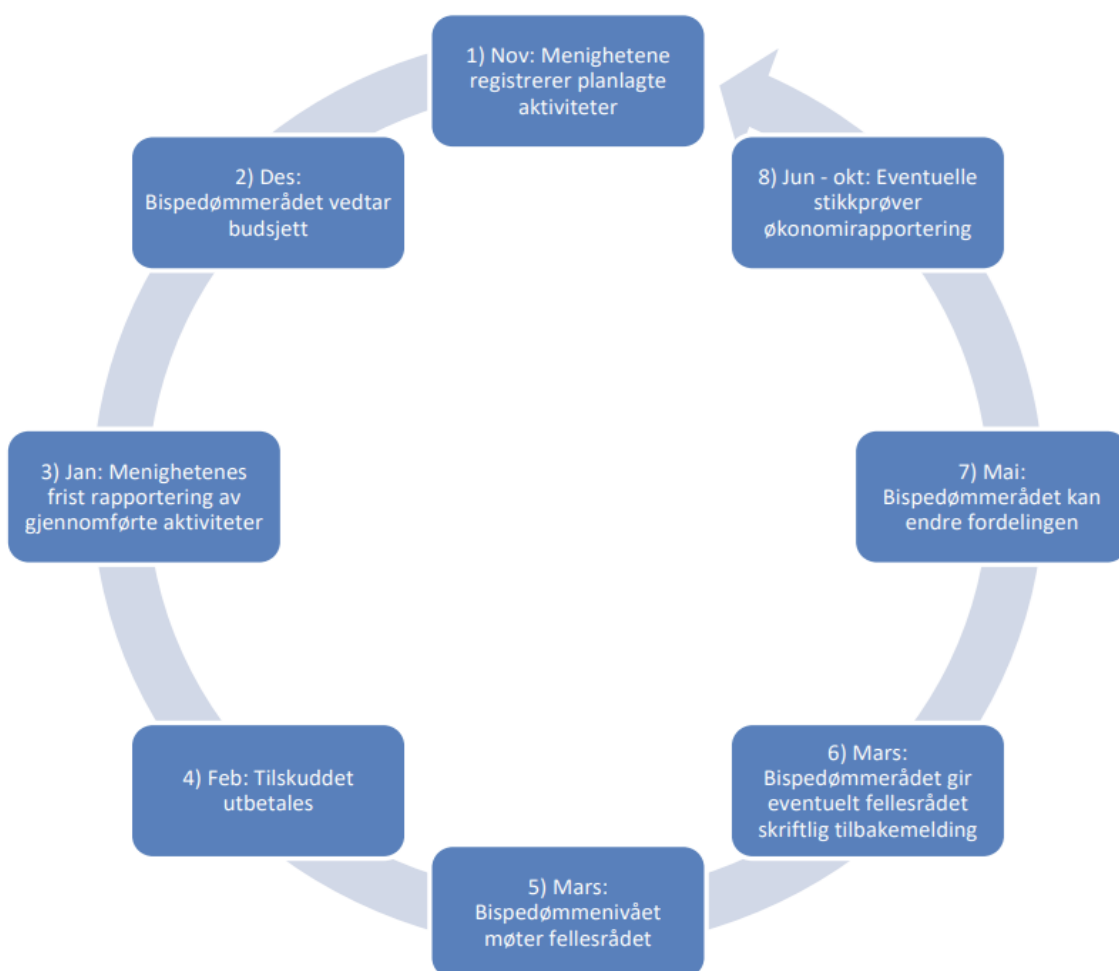 1) Nov: Menighetene
registrerer planlagte
aktiviteter
2) Des:
Bispedømmerådet vedtar
budsjett
3) Jan: Menighetenes
frist rapportering av
gjennomførte aktiviteter
4) Feb: Tilskuddet
utbetales
5) Mars:
Bispedømmenivået
møter fellesrådet
6) Mars:
Bispedømmerådet gir
eventuelt fellesrådet
skriftlig tilbakemelding
7) Mai:
Bispedømmerådet kan
endre fordelingen
8) Jun - okt: Eventuelle
stikkprøver
økonomirapportering